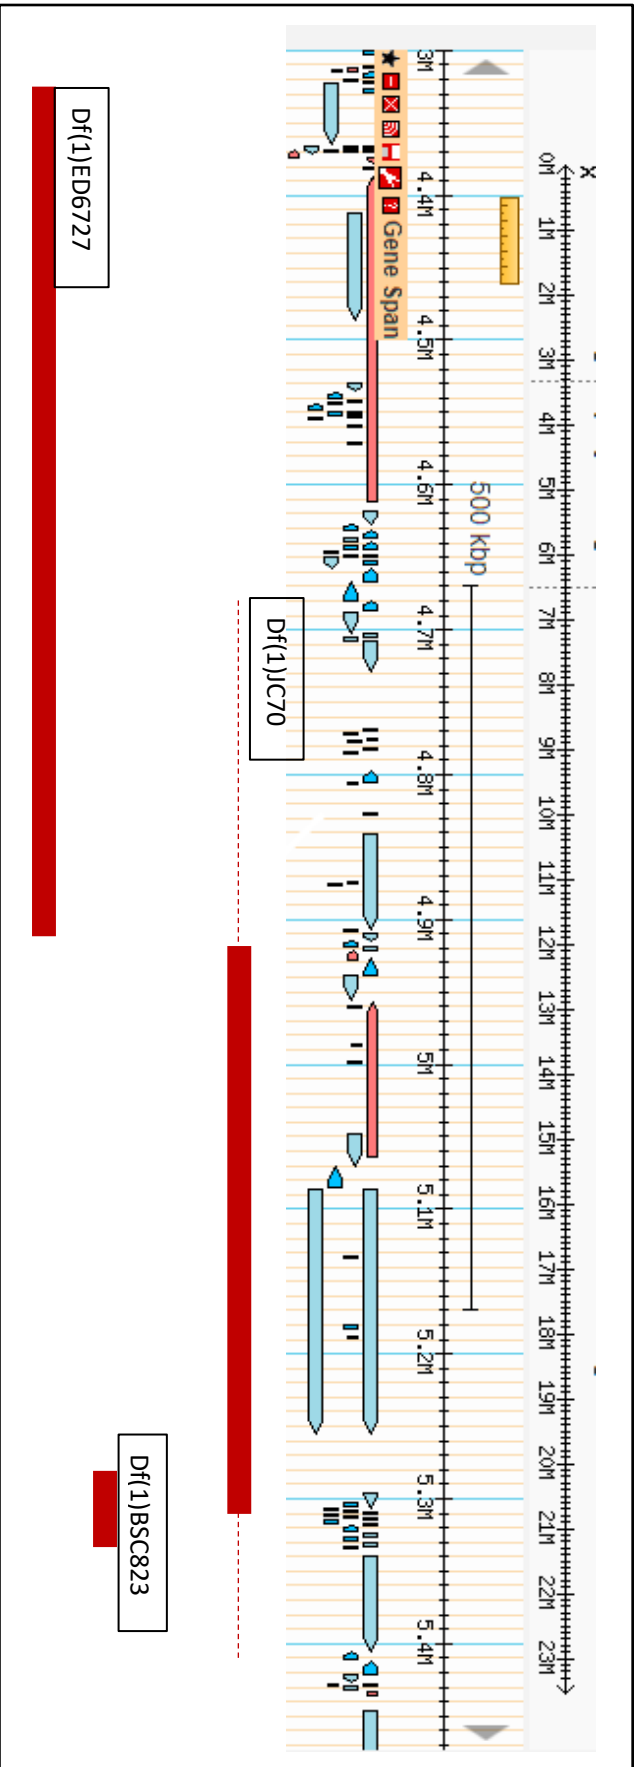 X
0M 1M 2M 3M 4M 5M 6M 7M 8M 9M 10M 11M 12M 13M 14M 15M 16M 17M 18M 19M 20M 21M 22M 23M
500 kbp
3M 4.4M 4.5M 4.6M 4.7M 4.8M 4.9M 5M 5.1M 5.2M 5.3M 5.4M
Gene Span
Df(1)JC70
Df(1)BSC823
Df(1)ED6727